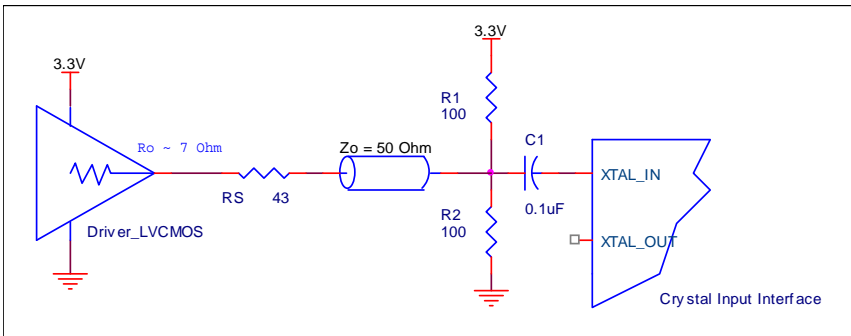 3.3V
3.3V
R1
100
Ro ~ 7 Ohm
Zo = 50 Ohm
C1
XTAL_IN
RS 43
0.1uF
R2
100
Driver_LVCMOS
XTAL_OUT
Crystal Input Interface